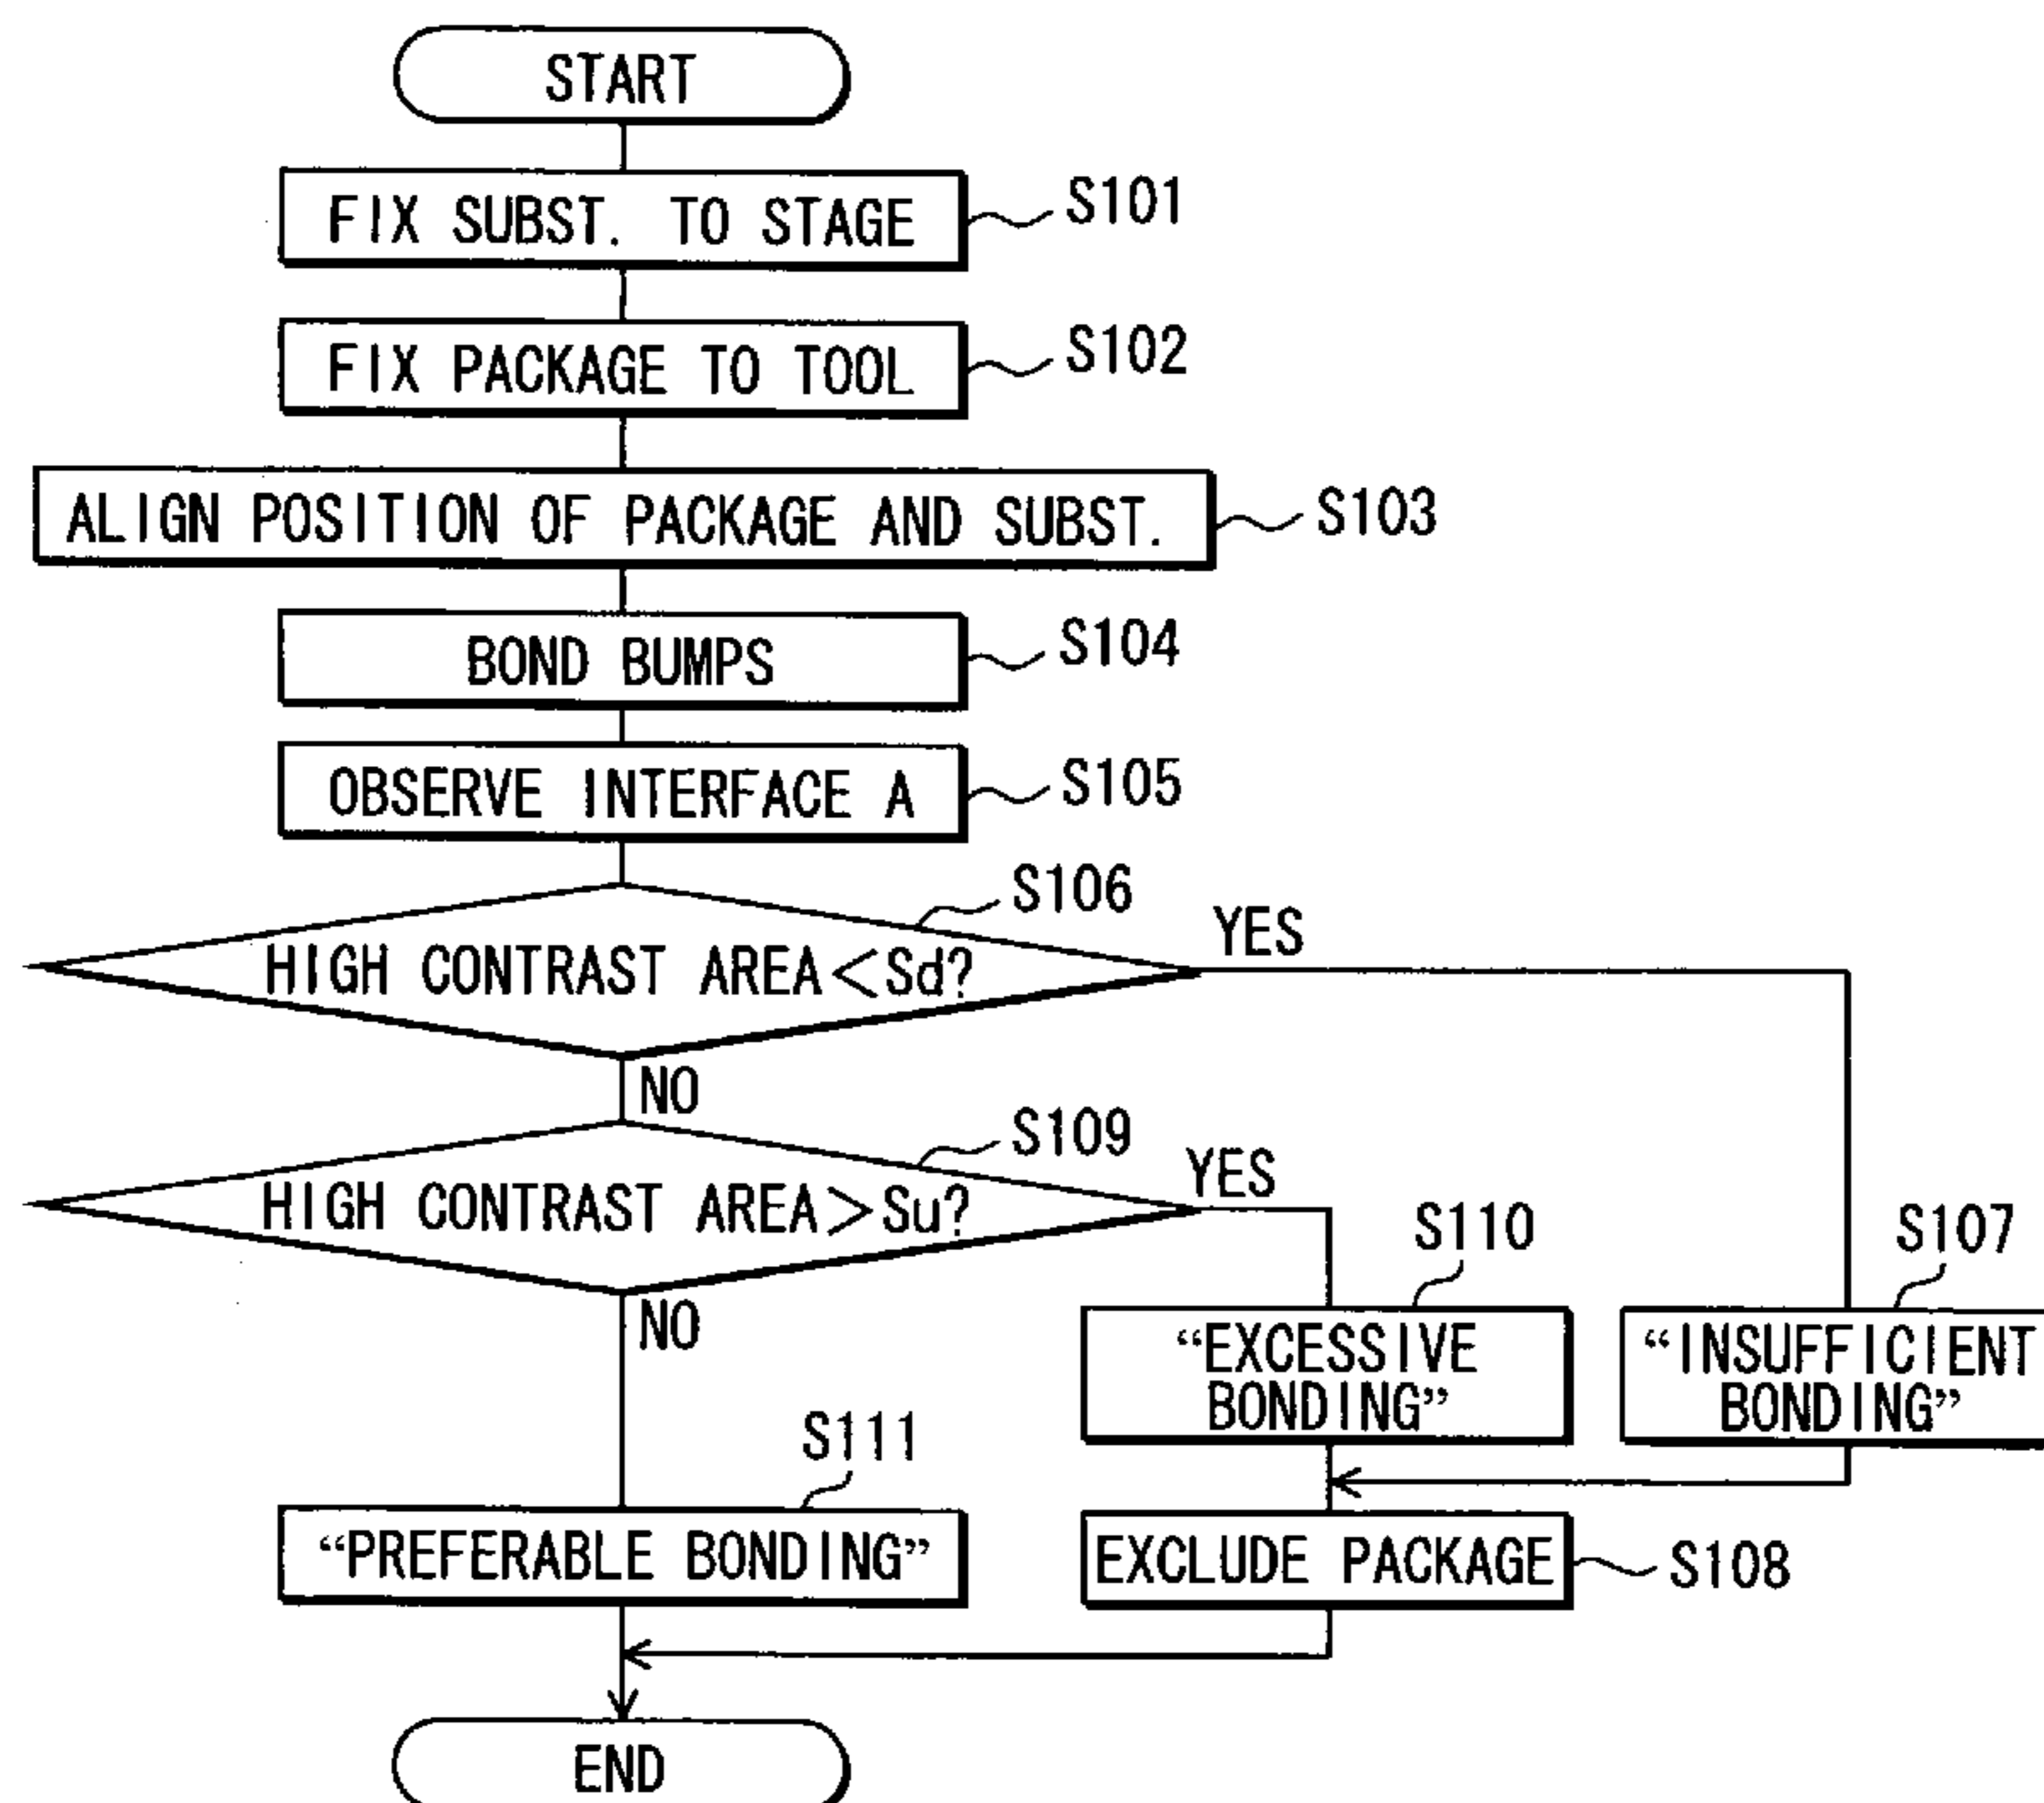 START
FIX SUBST. TO STAGE
S101
FIX PACKAGE TO TOOL
S102
ALIGN POSITION OF PACKAGE AND SUBST.
S103
BOND BUMPS
S104
OBSERVE INTERFACE A
S105
S106
HIGH CONTRAST AREA<Sd?
YES
NO
S109
HIGH CONTRAST AREA>Su?
YES
NO
S110
“EXCESSIVE
BONDING”
S107
“INSUFFICIENT
BONDING”
S111
“PREFERABLE BONDING”
EXCLUDE PACKAGE
S108
END